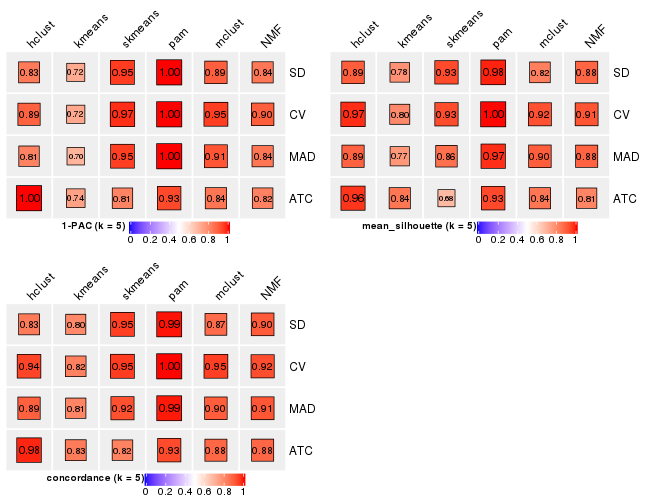 hclust kmeans skmeans pam mclust NMF
0.83 0.72 0.95 1.00 0.89 0.84 SD
0.89 0.72 0.97 1.00 0.95 0.90 CV
0.81 0.70 0.95 1.00 0.91 0.84 MAD
1.00 0.74 0.81 0.93 0.84 0.82 ATC
1-PAC (k = 5)
0 0.2 0.4 0.6 0.8 1
hclust kmeans skmeans pam mclust NMF
0.89 0.78 0.93 0.98 0.82 0.88 SD
0.97 0.80 0.93 1.00 0.92 0.91 CV
0.89 0.77 0.86 0.97 0.90 0.88 MAD
0.96 0.84 0.68 0.93 0.84 0.81 ATC
mean_silhouette (k = 5)
0 0.2 0.4 0.6 0.8 1
hclust kmeans skmeans pam mclust NMF
0.83 0.80 0.95 0.99 0.87 0.90 SD
0.94 0.82 0.95 1.00 0.95 0.92 CV
0.89 0.81 0.92 0.99 0.90 0.91 MAD
0.98 0.83 0.82 0.93 0.88 0.88 ATC
concordance (k = 5)
0 0.2 0.4 0.6 0.8 1